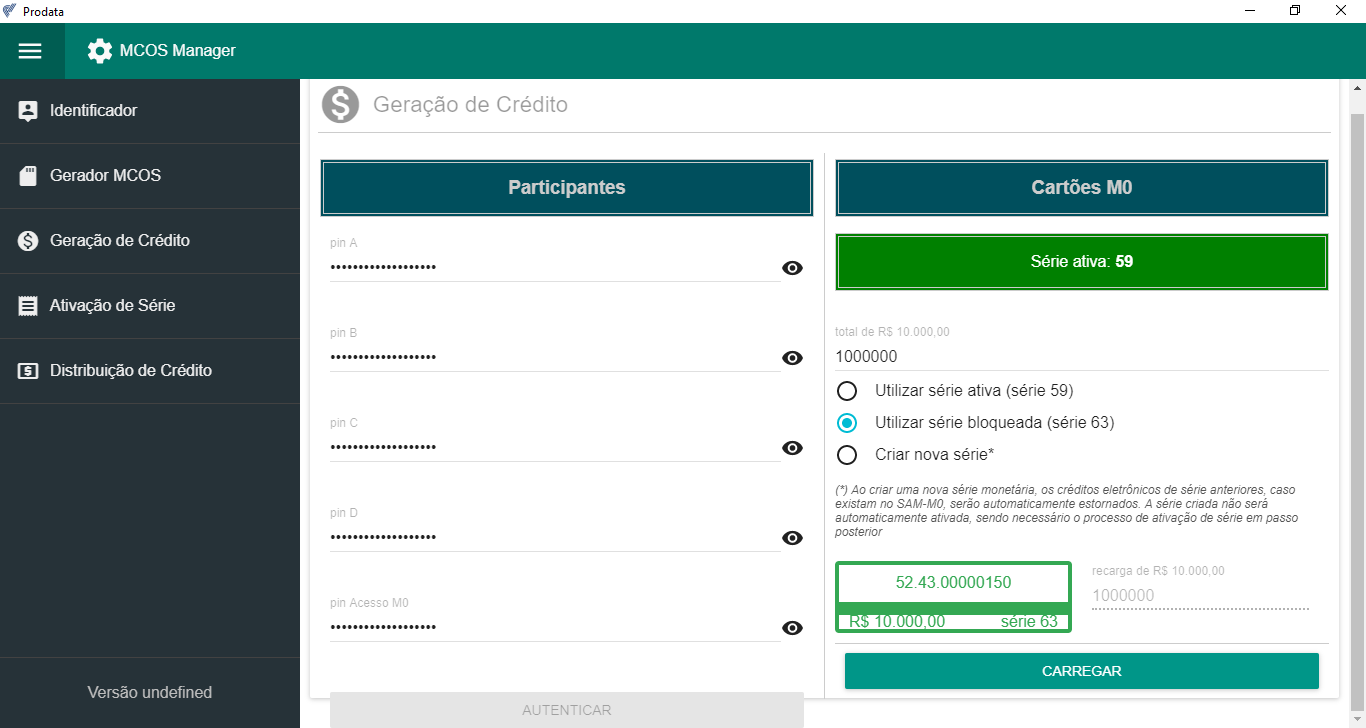 Prodata
MCOS Manager
Identificador
Gerador MCOS
Geração de Crédito
Ativação de Série
Distribuição de Crédito
Versão undefined
Geração de Crédito
Participantes
pin A
•••••••••••••••••••
pin B
•••••••••••••••••••
pin C
•••••••••••••••••••
pin D
•••••••••••••••••••
pin Acesso M0
•••••••••••••••••••
AUTENTICAR
Cartões M0
Série ativa: 59
total de R$ 10.000,00
1000000
Utilizar série ativa (série 59)
Utilizar série bloqueada (série 63)
Criar nova série*
(*) Ao criar uma nova série monetária, os créditos eletrônicos de série anteriores, caso
existam no SAM-M0, serão automaticamente estornados. A série criada não será
automaticamente ativada, sendo necessário o processo de ativação de série em passo
posterior
52.43.00000150
R$ 10.000,00 série 63
recarga de R$ 10.000,00
1000000
CARREGAR